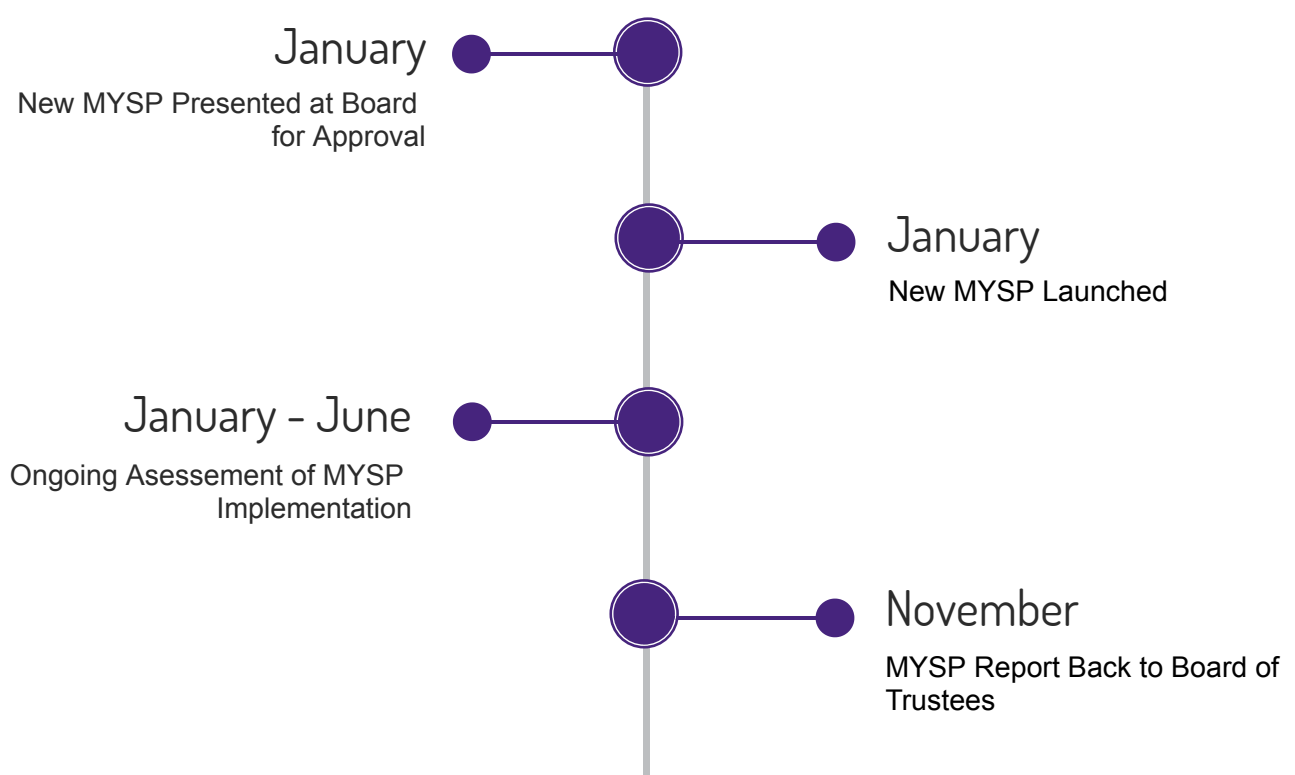 January
New MYSP Presented at Board
for Approval
January
New MYSP Launched
January - June
Ongoing Asessement of MYSP
Implementation
November
MYSP Report Back to Board of
Trustees